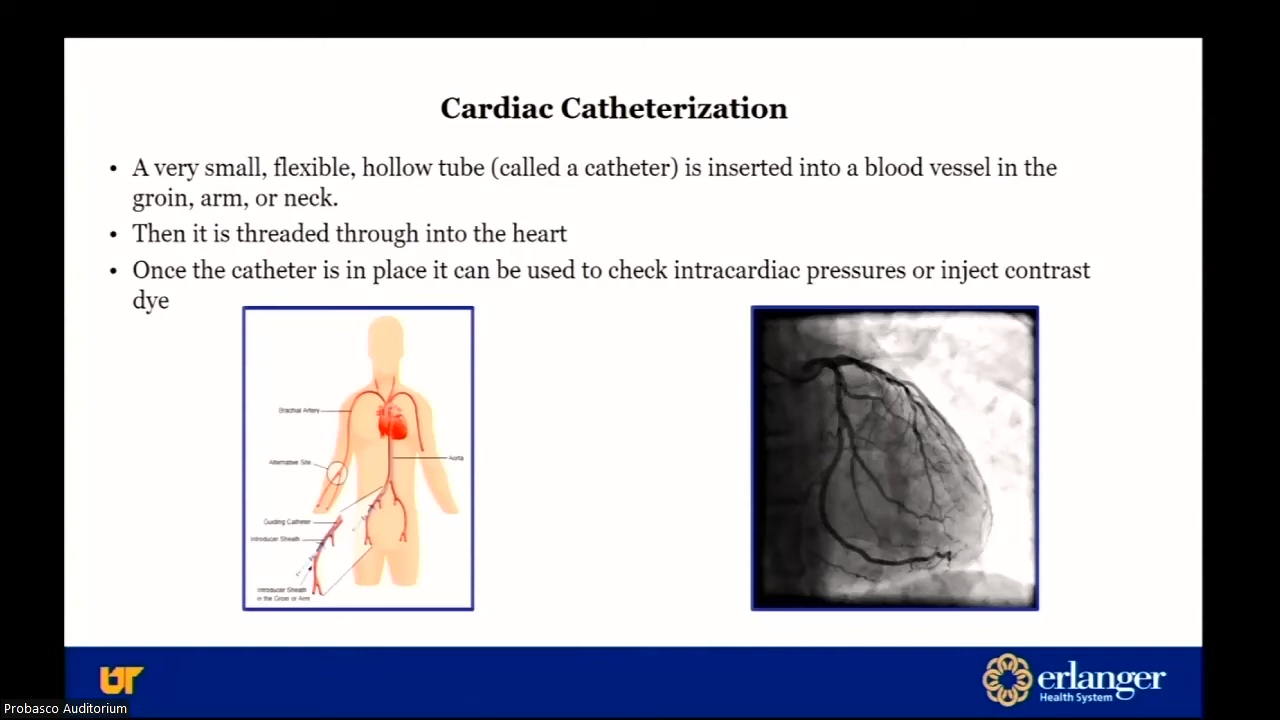 Cardiac Catheterization
• A very small, flexible, hollow tube (called a catheter) is inserted into a blood vessel in the
groin, arm, or neck.
• Then it is threaded through into the heart
• Once the catheter is in place it can be used to check intracardiac pressures or inject contrast
dye
Brachial Artery
Alternative Site
Aorta
Guiding Catheter
Introducer Sheath
Introducer Sheath
in the Groin or Arm
UT
erlanger
Health System
Probasco Auditorium